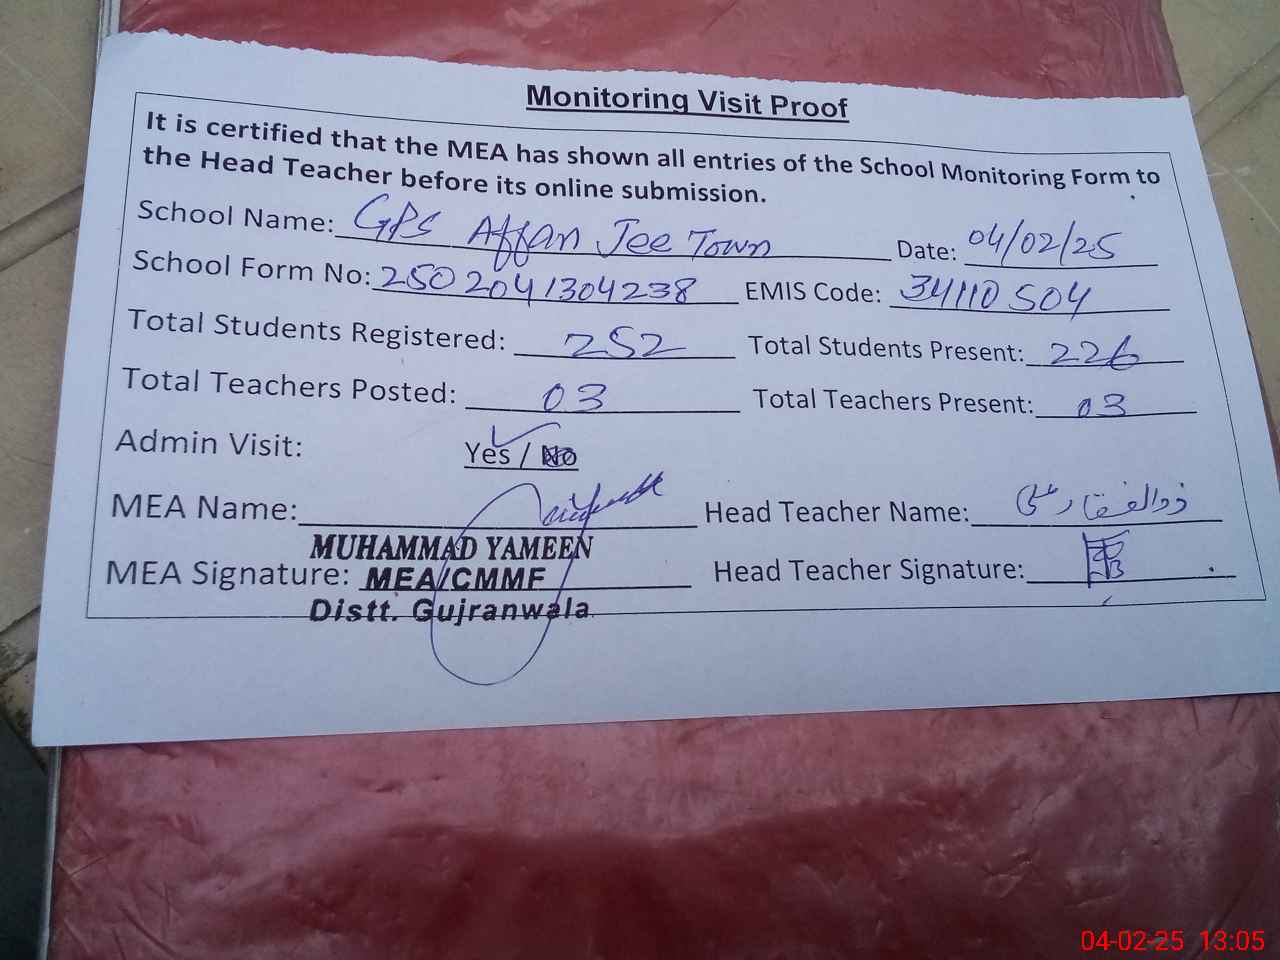 Monitoring Visit Proof
It is certified that the MEA has shown all entries of the School Monitoring Form to
the Head Teacher before its online submission.
School Name: GPS Affan Jee Town Date: 04/02/25
School Form No: 2502041304238 EMIS Code: 34110504
Total Students Registered: 252 Total Students Present: 226
Total Teachers Posted: 03 Total Teachers Present: 03
Admin Visit: Yes / No
MEA Name: Head Teacher Name: ذوالفقار علی
MUHAMMAD YAMEEN
MEA Signature: MEA/CMMF Head Teacher Signature:
Distt. Gujranwala
04-02-25 13:05